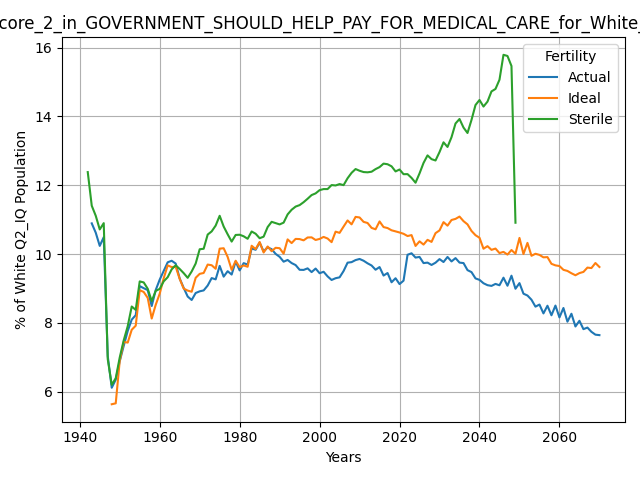 core_2_in_GOVERNMENT_SHOULD_HELP_PAY_FOR_MEDICAL_CARE_for_White_
16
14
12
10
8
6
% of White Q2_IQ Population
Fertility
Actual
Ideal
Sterile
1940
1960
1980
2000
2020
2040
2060
Years